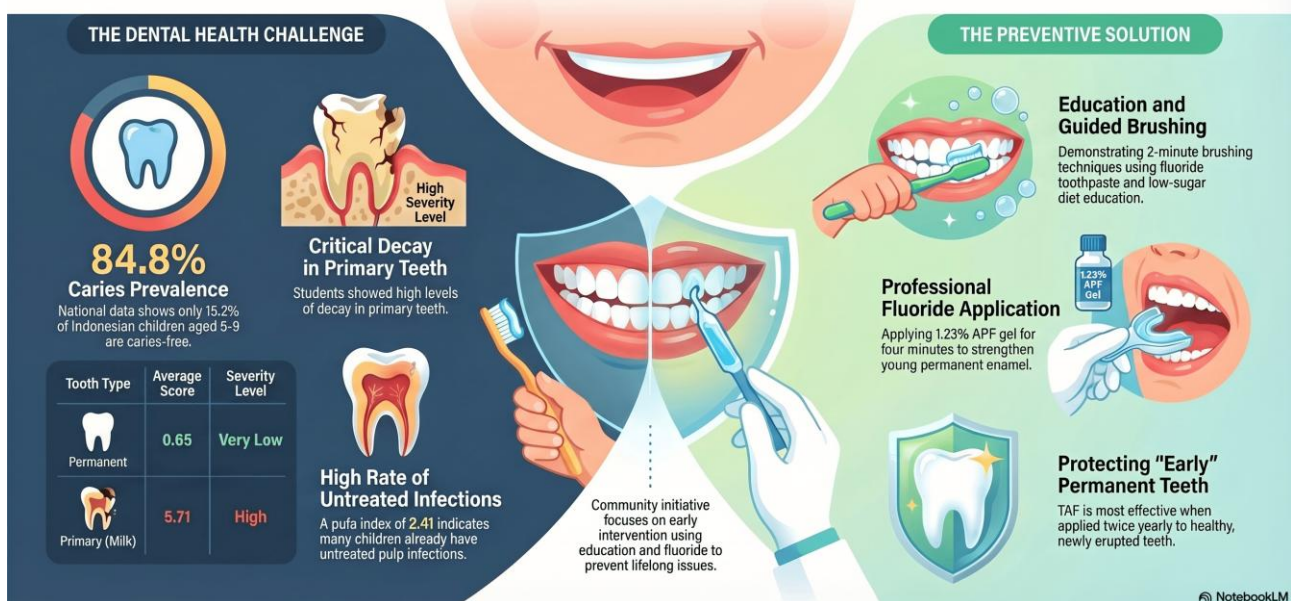 THE DENTAL HEALTH CHALLENGE
84.8%
Caries Prevalence
National data shows only 15.2%
of Indonesian children aged 5-9
are caries-free.
High
Severity
Level
Critical Decay
in Primary Teeth
Students showed high levels
of decay in primary teeth.
Tooth Type Average Score Severity Level
Permanent 0.65 Very Low
Primary (Milk) 5.71 High
High Rate of
Untreated Infections
A pufa index of 2.41 indicates
many children already have
untreated pulp infections.
Community initiative
focuses on early
intervention using
education and fluoride to
prevent lifelong issues.
THE PREVENTIVE SOLUTION
Education and
Guided Brushing
Demonstrating 2-minute brushing
techniques using fluoride
toothpaste and low-sugar
diet education.
Professional
Fluoride Application
Applying 1.23% APF gel for
four minutes to strengthen
young permanent enamel.
1.23%
APF
Gel
Protecting "Early"
Permanent Teeth
TAF is most effective when
applied twice yearly to healthy,
newly erupted teeth.
NotebookLM